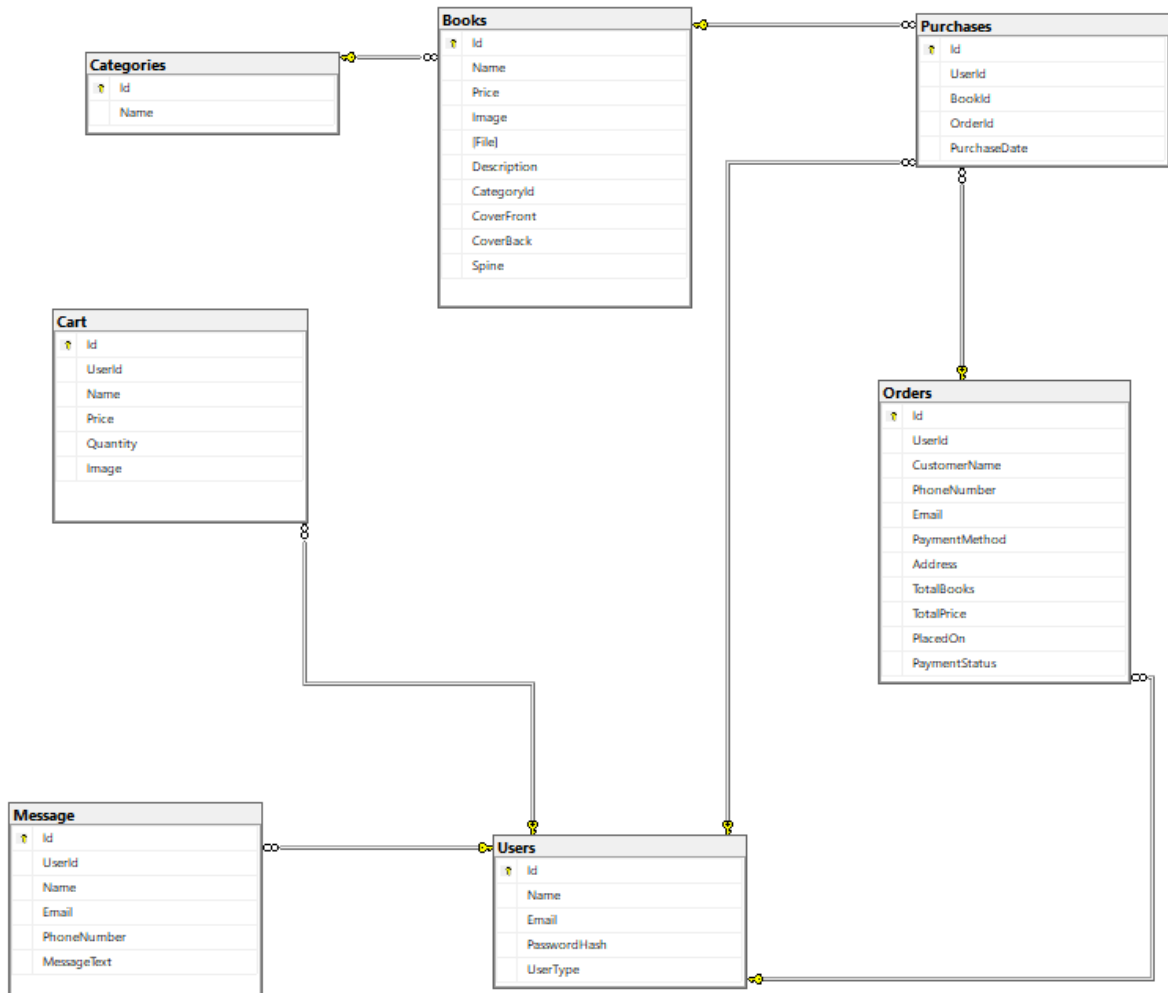 Books
Id
Name
Price
Image
[File]
Description
CategoryId
CoverFront
CoverBack
Spine
Purchases
Id
UserId
BookId
OrderId
PurchaseDate
Categories
Id
Name
Cart
Id
UserId
Name
Price
Quantity
Image
Orders
Id
UserId
CustomerName
PhoneNumber
Email
PaymentMethod
Address
TotalBooks
TotalPrice
PlacedOn
PaymentStatus
Message
Id
UserId
Name
Email
PhoneNumber
MessageText
Users
Id
Name
Email
PasswordHash
UserType